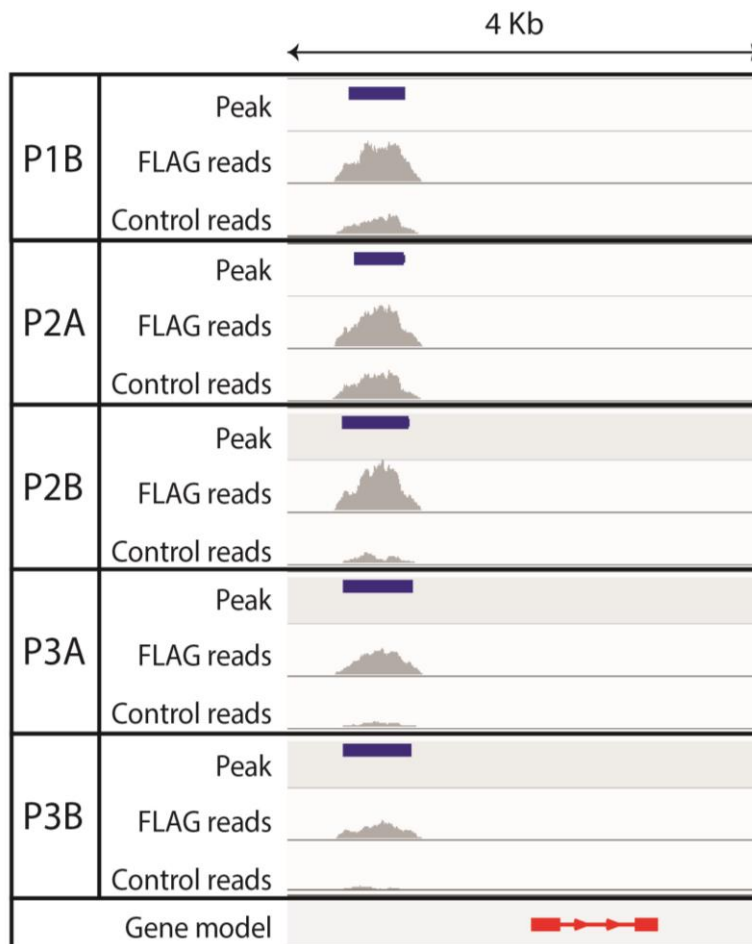 4 Kb
P1B
Peak
FLAG reads
Control reads
P2A
Peak
FLAG reads
Control reads
P2B
Peak
FLAG reads
Control reads
P3A
Peak
FLAG reads
Control reads
P3B
Peak
FLAG reads
Control reads
Gene model